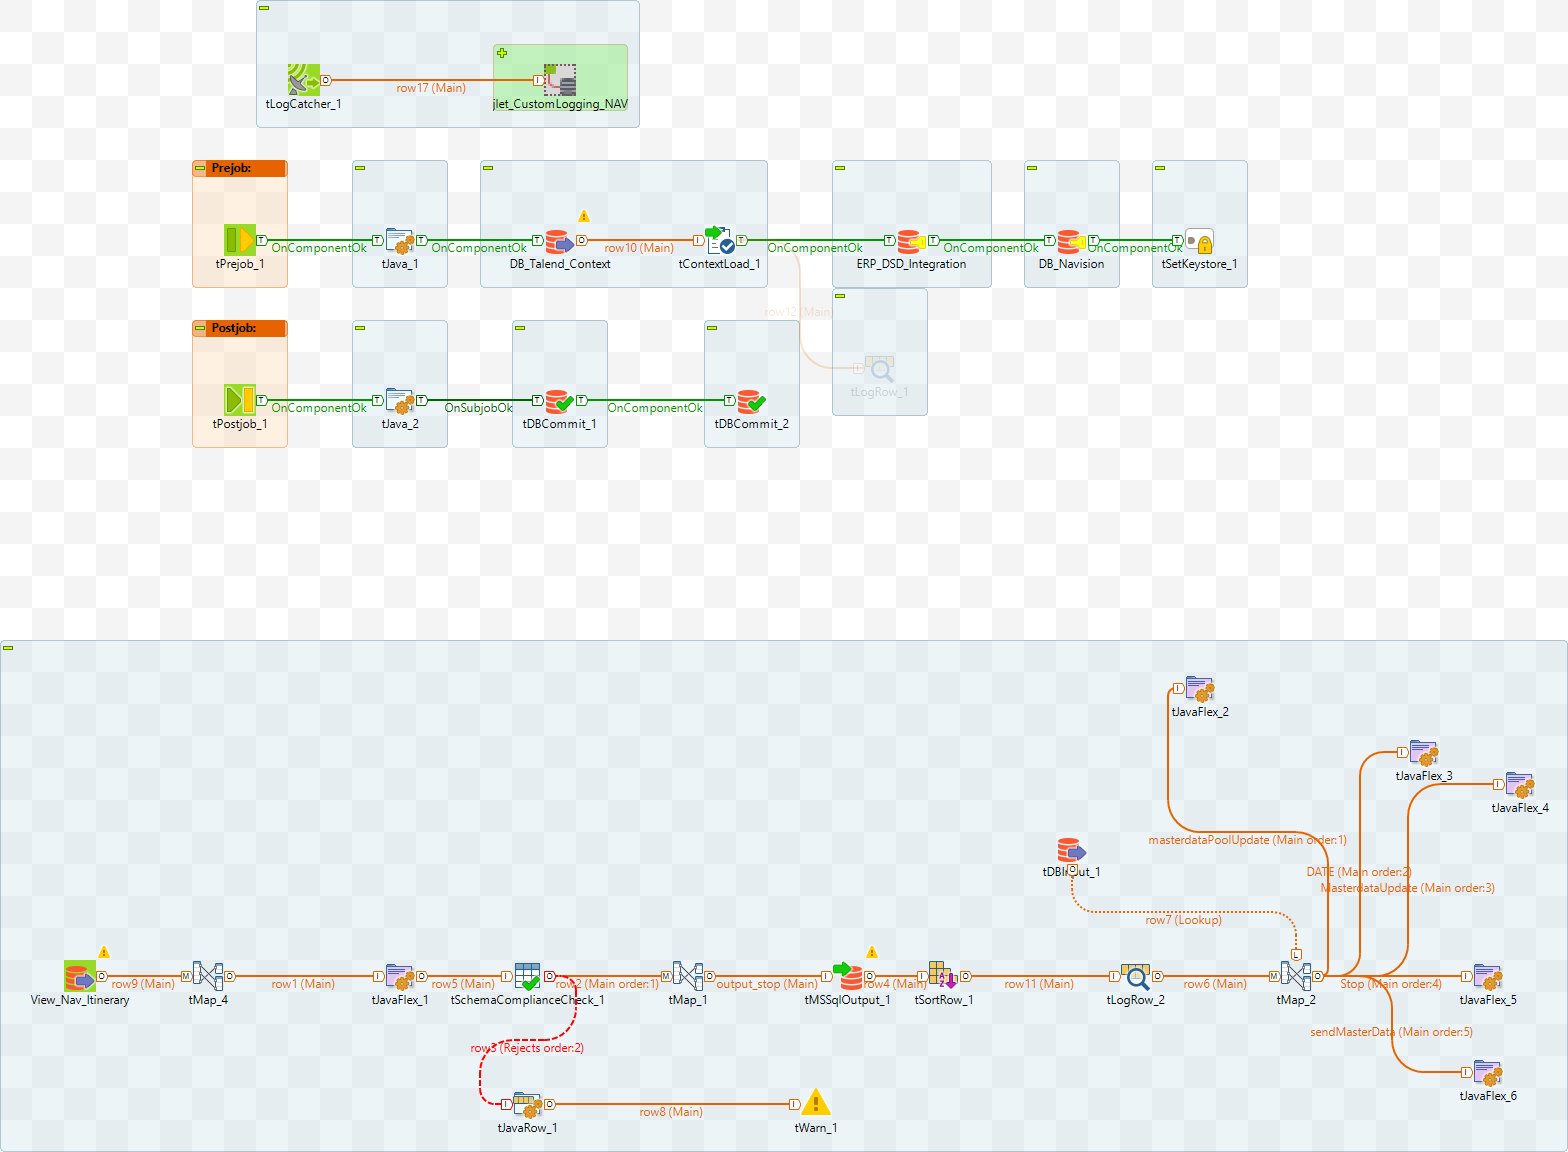 row17 (Main)
tLogCatcher_1
jlet_CustomLogging_NAV
Prejob:
OnComponentOk
OnComponentOk
row10 (Main)
OnComponentOk
OnComponentOk
OnComponentOk
tPrejob_1
tJava_1
DB_Talend_Context
tContextLoad_1
ERP_DSD_Integration
DB_Navision
tSetKeystore_1
row12 (Main)
Postjob:
tLogRow_1
OnComponentOk
OnSubjobOk
OnComponentOk
tPostjob_1
tJava_2
tDBCommit_1
tDBCommit_2
tJavaFlex_2
tJavaFlex_3
tJavaFlex_4
masterdataPoolUpdate (Main order:1)
DATE (Main order:2)
MasterdataUpdate (Main order:3)
row7 (Lookup)
row9 (Main)
row1 (Main)
row5 (Main)
row2 (Main order:1)
output_stop (Main)
row4 (Main)
row11 (Main)
row6 (Main)
Stop (Main order:4)
View_Nav_Itinerary
tMap_4
tJavaFlex_1
tSchemaComplianceCheck_1
tMap_1
tMSSqlOutput_1
tSortRow_1
tLogRow_2
tMap_2
tJavaFlex_5
sendMasterData (Main order:5)
row3 (Rejects order:2)
tJavaFlex_6
row8 (Main)
tJavaRow_1
tWarn_1